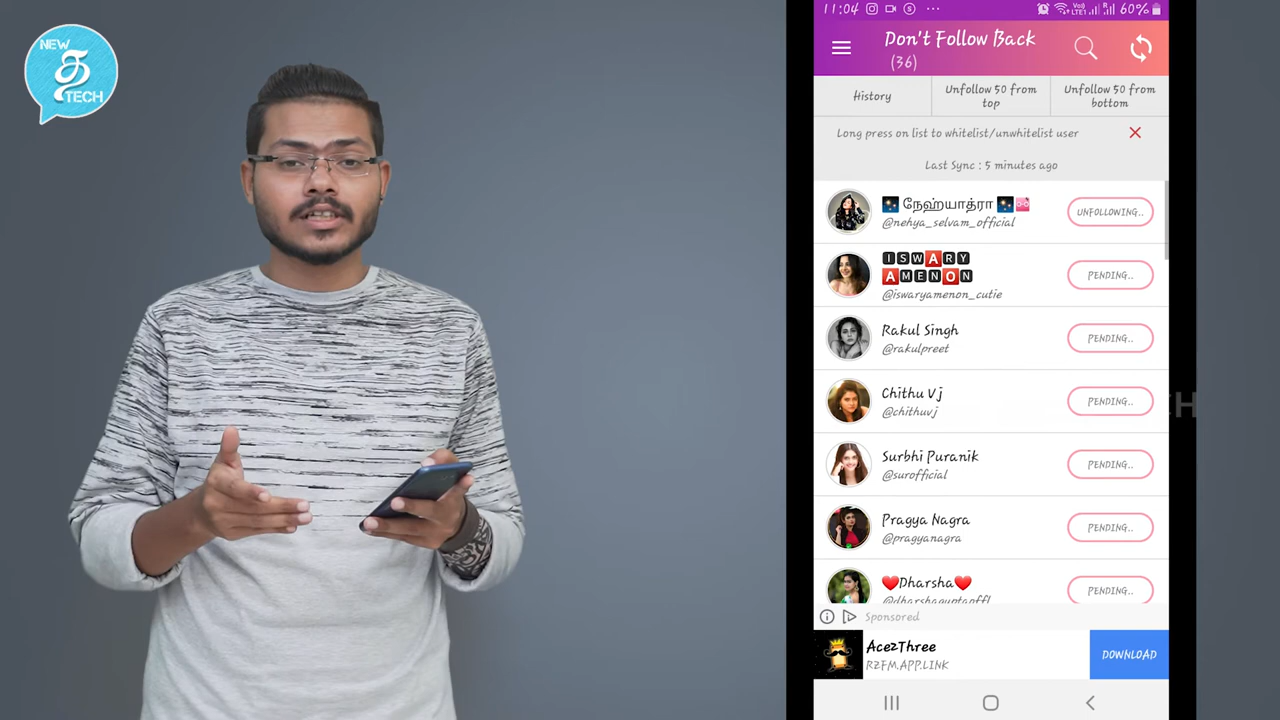 NEW
த
TECH
11:04
60%
Don't Follow Back
(36)
History
Unfollow 50 from
top
Unfollow 50 from
bottom
Long press on list to whitelist/unwhitelist user
Last Sync : 5 minutes ago
நேஹ்யாத்ரா
@nehya_selvam_official
UNFOLLOWING..
ISWARY
AMENON
@iswaryamenon_cutie
PENDING..
Rakul Singh
@rakulpreet
PENDING..
Chithu Vj
@chithuvj
PENDING..
Surbhi Puranik
@surofficial
PENDING..
Pragya Nagra
@pragyanagra
PENDING..
❤️Dharsha❤️
@dharshaguptaoffl
PENDING..
Sponsored
Ace2Three
RZFM.APP.LINK
DOWNLOAD